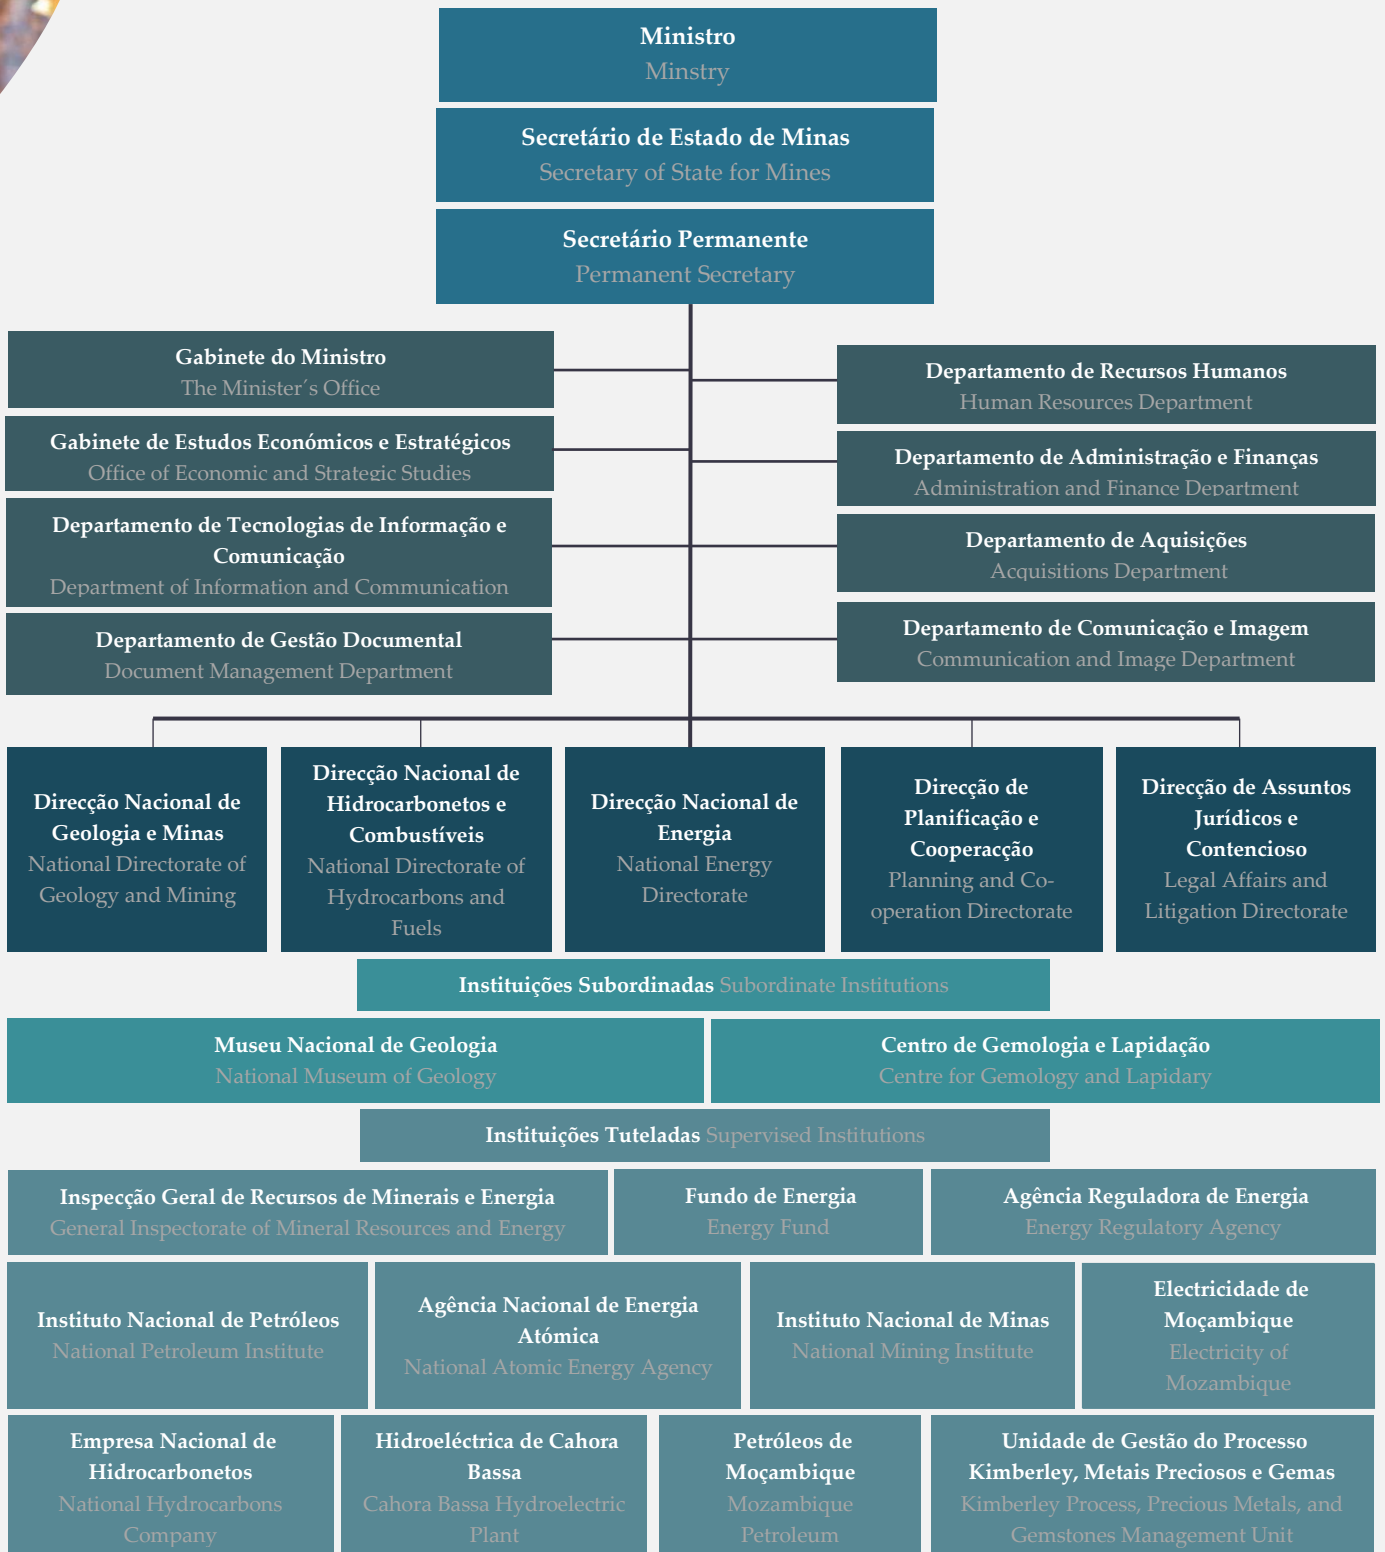 Ministro
Minstry
Secretário de Estado de Minas
Secretary of State for Mines
Secretário Permanente
Permanent Secretary
Gabinete do Ministro
The Minister´s Office
Gabinete de Estudos Económicos e Estratégicos
Office of Economic and Strategic Studies
Departamento de Tecnologias de Informação e
Comunicação
Department of Information and Communication
Departamento de Gestão Documental
Document Management Department
Departamento de Recursos Humanos
Human Resources Department
Departamento de Administração e Finanças
Administration and Finance Department
Departamento de Aquisições
Acquisitions Department
Departamento de Comunicação e Imagem
Communication and Image Department
Direcção Nacional de
Geologia e Minas
National Directorate of
Geology and Mining
Direcção Nacional de
Hidrocarbonetos e
Combustíveis
National Directorate of
Hydrocarbons and
Fuels
Direcção Nacional de
Energia
National Energy
Directorate
Direcção de
Planificação e
Cooperacção
Planning and Co-
operation Directorate
Direcção de Assuntos
Jurídicos e
Contencioso
Legal Affairs and
Litigation Directorate
Instituições Subordinadas Subordinate Institutions
Museu Nacional de Geologia
National Museum of Geology
Centro de Gemologia e Lapidação
Centre for Gemology and Lapidary
Instituições Tuteladas Supervised Institutions
Inspecção Geral de Recursos de Minerais e Energia
General Inspectorate of Mineral Resources and Energy
Fundo de Energia
Energy Fund
Agência Reguladora de Energia
Energy Regulatory Agency
Instituto Nacional de Petróleos
National Petroleum Institute
Agência Nacional de Energia
Atómica
National Atomic Energy Agency
Instituto Nacional de Minas
National Mining Institute
Electricidade de
Moçambique
Electricity of
Mozambique
Empresa Nacional de
Hidrocarbonetos
National Hydrocarbons
Company
Hidroeléctrica de Cahora
Bassa
Cahora Bassa Hydroelectric
Plant
Petróleos de
Moçambique
Mozambique
Petroleum
Unidade de Gestão do Processo
Kimberley, Metais Preciosos e Gemas
Kimberley Process, Precious Metals, and
Gemstones Management Unit